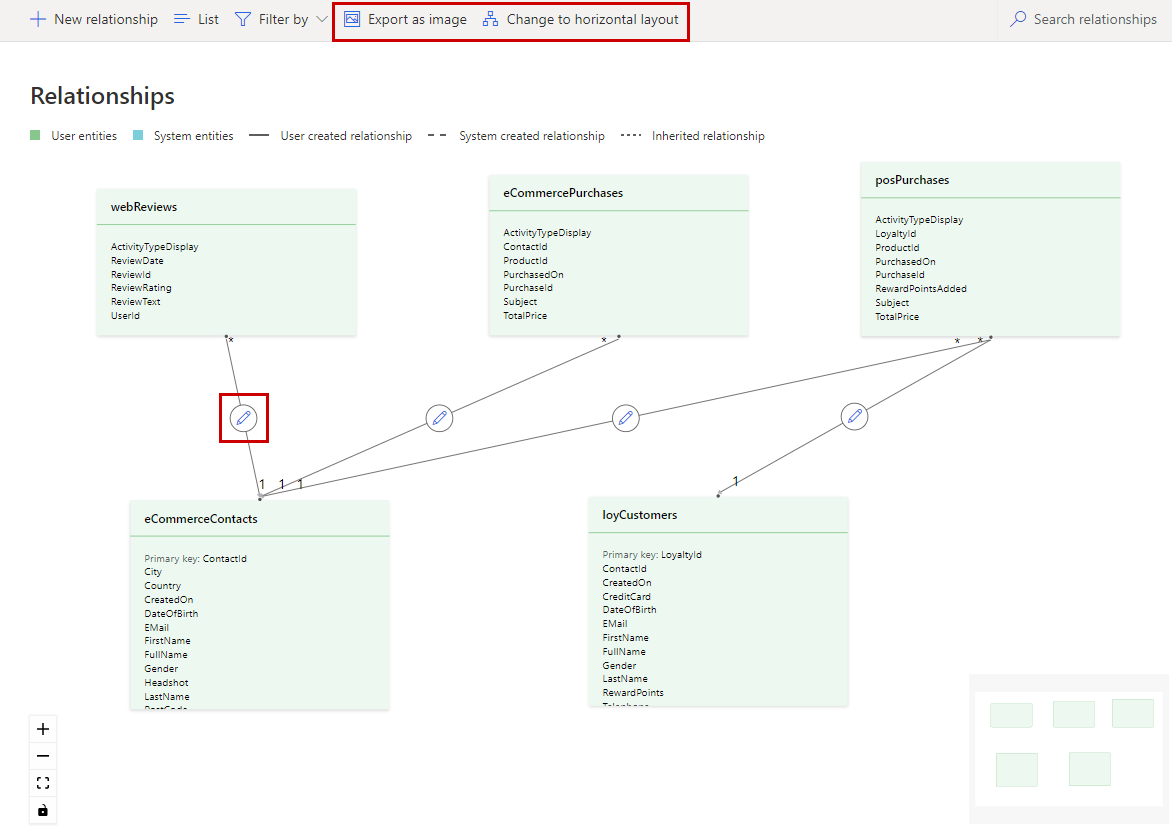 New relationship List Filter by Export as image Change to horizontal layout Search relationships
Relationships
User entities System entities User created relationship System created relationship Inherited relationship
webReviews
ActivityTypeDisplay
ReviewDate
ReviewId
ReviewRating
ReviewText
UserId
*
eCommercePurchases
ActivityTypeDisplay
ContactId
ProductId
PurchasedOn
PurchaseId
Subject
TotalPrice
*
posPurchases
ActivityTypeDisplay
LoyaltyId
ProductId
PurchasedOn
PurchaseId
RewardPointsAdded
Subject
TotalPrice
* *
1 1 1
1
eCommerceContacts
Primary key: ContactId
City
Country
CreatedOn
DateOfBirth
EMail
FirstName
FullName
Gender
Headshot
LastName
PostCode
loyCustomers
Primary key: LoyaltyId
ContactId
CreatedOn
CreditCard
DateOfBirth
EMail
FirstName
FullName
Gender
LastName
RewardPoints
Telephone